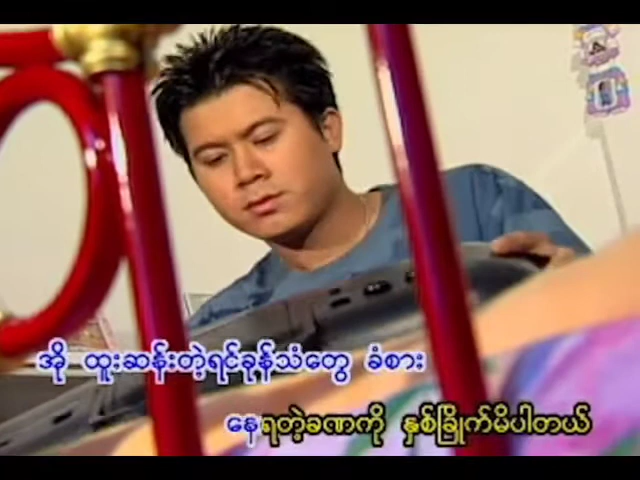 အို ထူးဆန်းတဲ့ရင်ခုန်သံတွေ ခံစား
နေရတဲ့ခဏကို နှစ်ခြိုက်မိပါတယ်